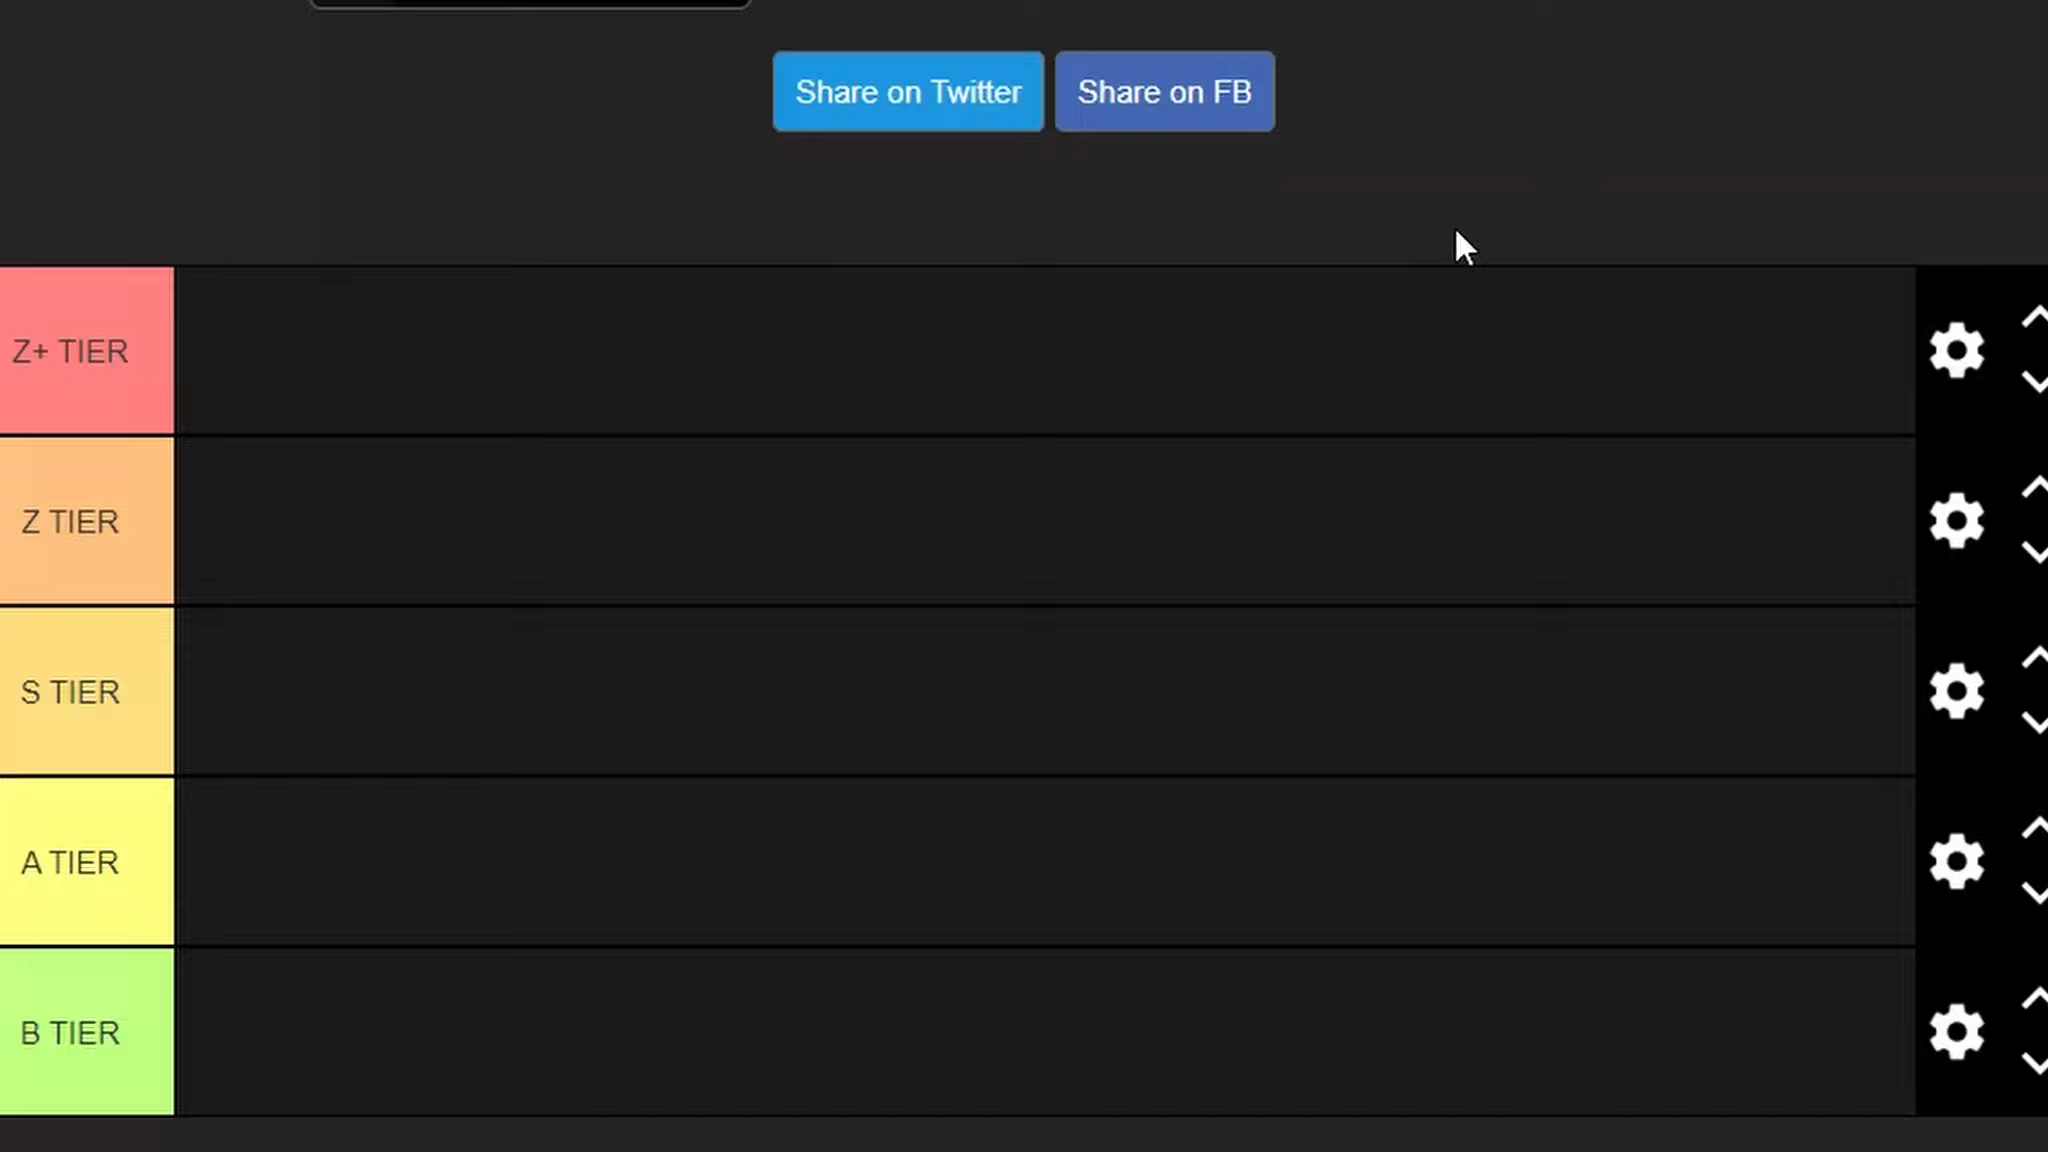 Share on Twitter Share on FB
Z+ TIER
Z TIER
S TIER
A TIER
B TIER